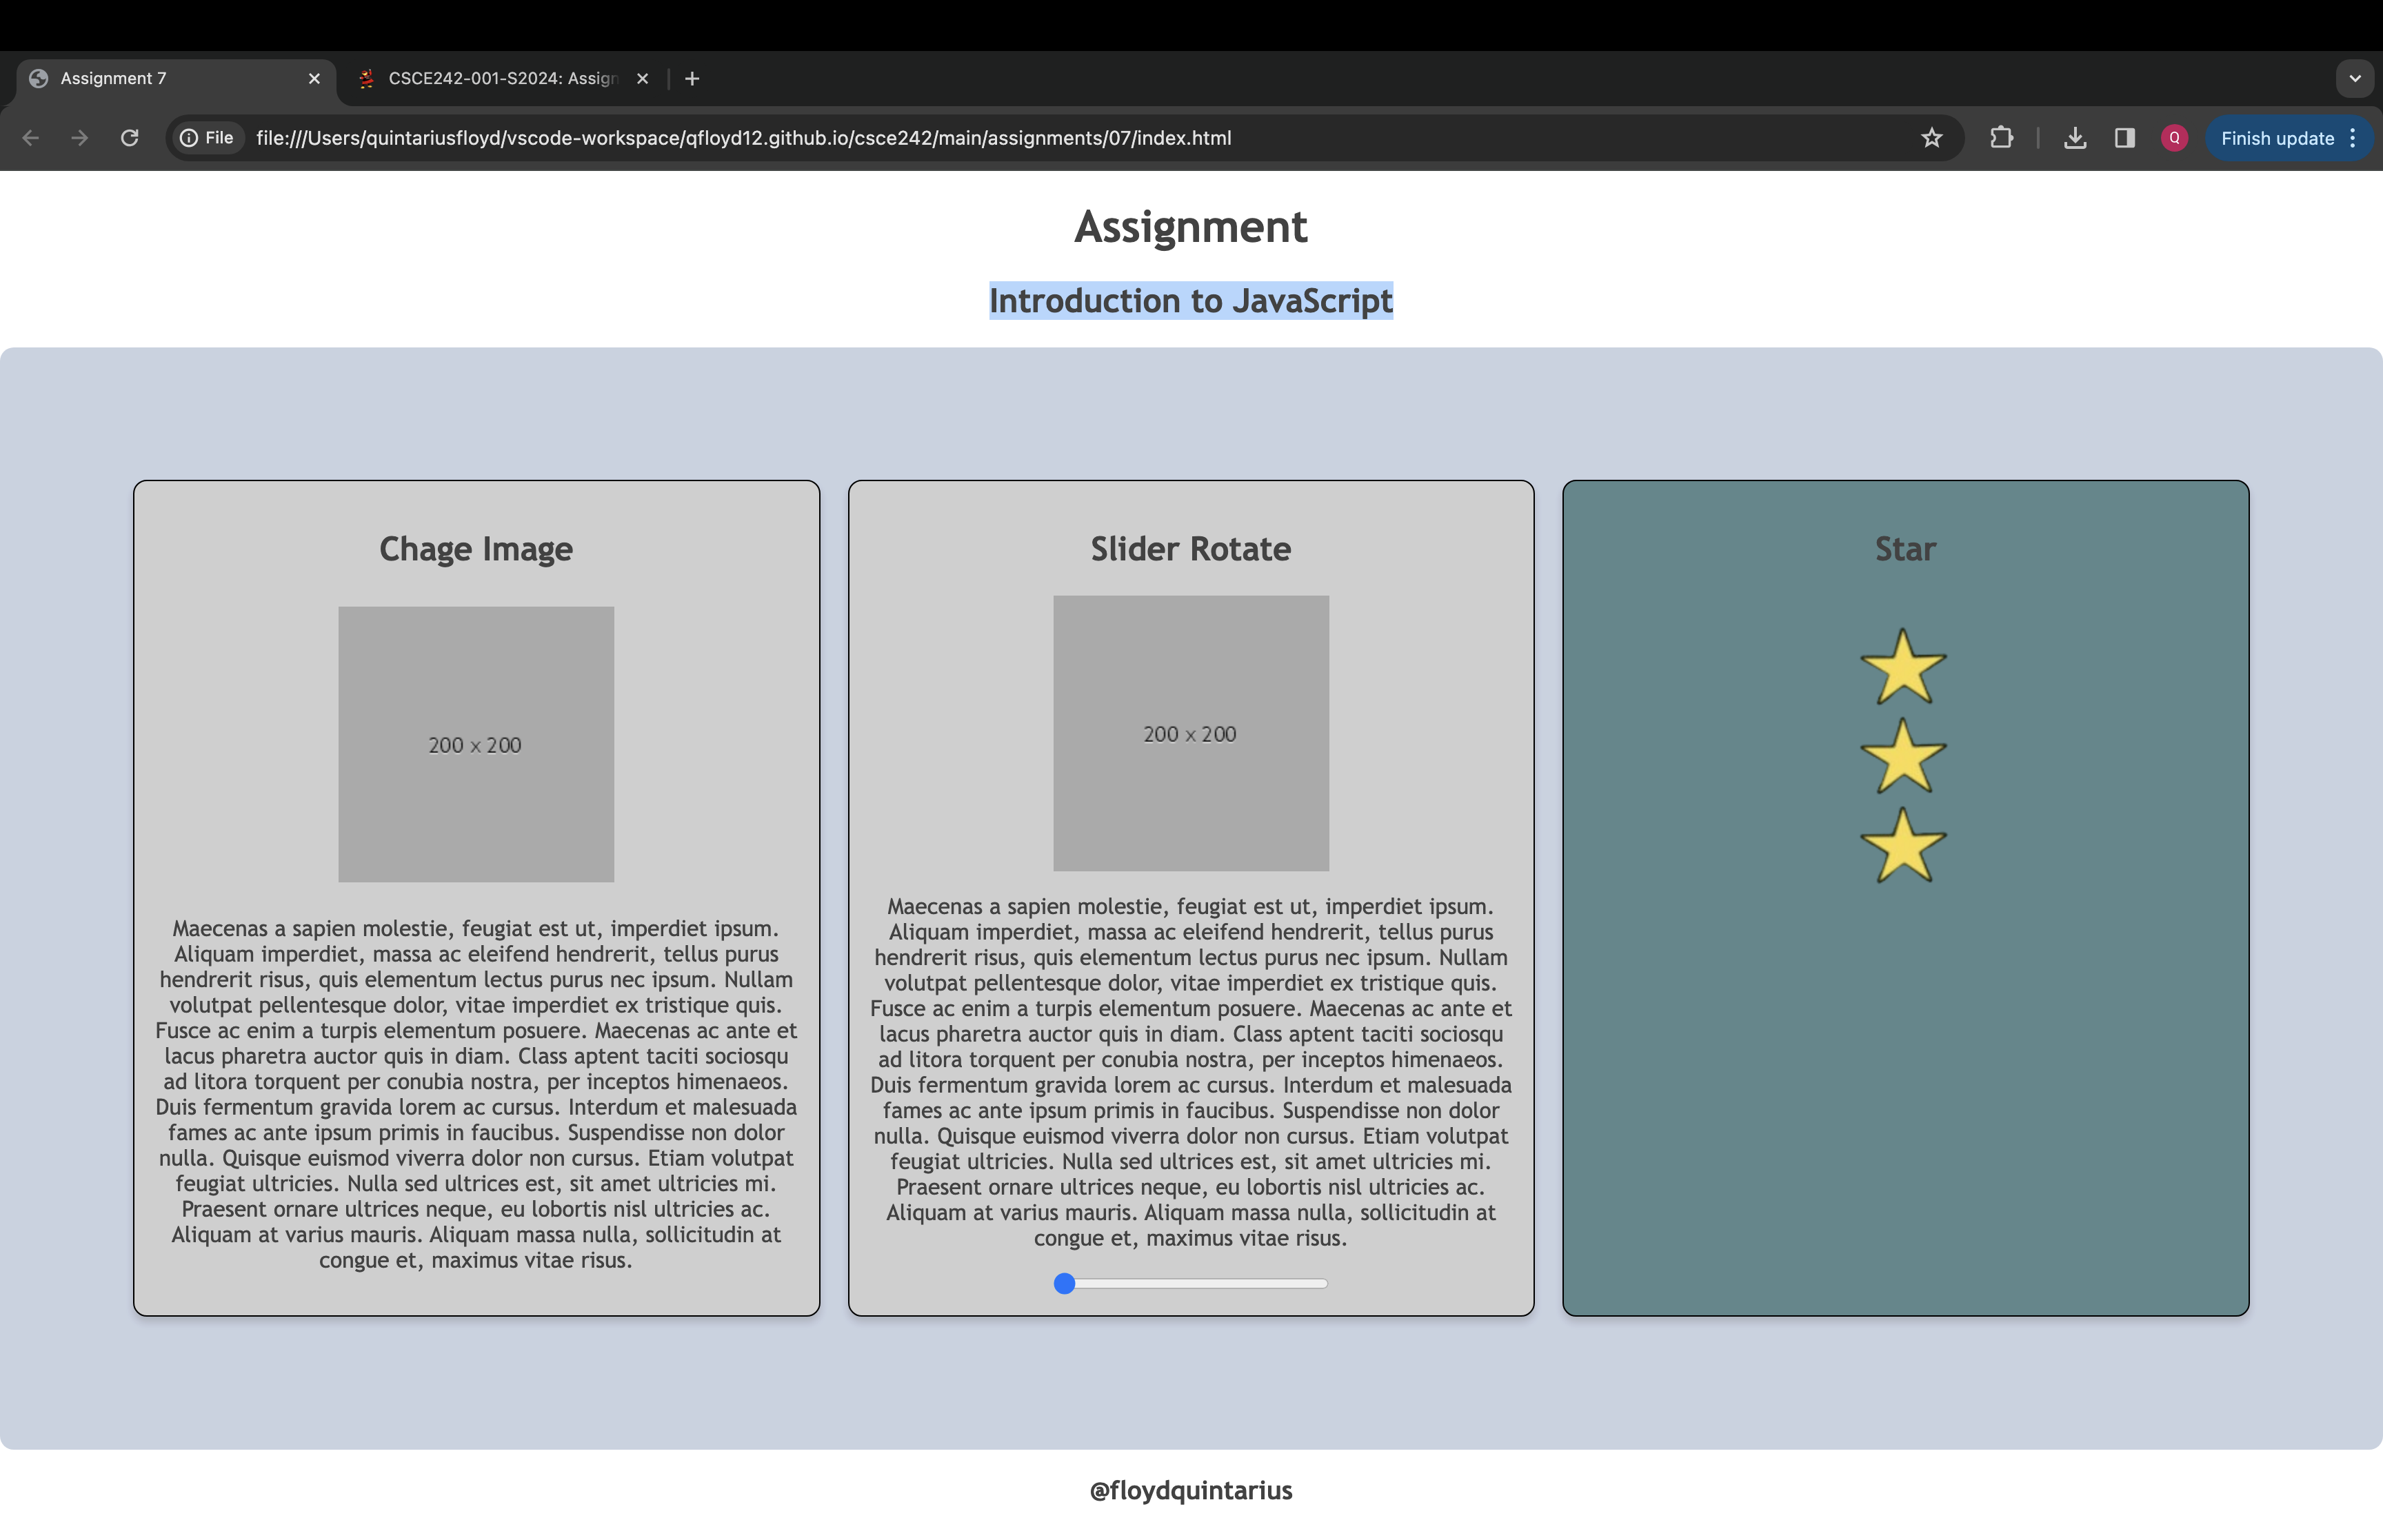 Assignment 7
CSCE242-001-S2024: Assign
File
file:///Users/quintariusfloyd/vscode-workspace/qfloyd12.github.io/csce242/main/assignments/07/index.html
Q
Finish update
Assignment
Introduction to JavaScript
Chage Image
200 x 200
Maecenas a sapien molestie, feugiat est ut, imperdiet ipsum.
Aliquam imperdiet, massa ac eleifend hendrerit, tellus purus
hendrerit risus, quis elementum lectus purus nec ipsum. Nullam
volutpat pellentesque dolor, vitae imperdiet ex tristique quis.
Fusce ac enim a turpis elementum posuere. Maecenas ac ante et
lacus pharetra auctor quis in diam. Class aptent taciti sociosqu
ad litora torquent per conubia nostra, per inceptos himenaeos.
Duis fermentum gravida lorem ac cursus. Interdum et malesuada
fames ac ante ipsum primis in faucibus. Suspendisse non dolor
nulla. Quisque euismod viverra dolor non cursus. Etiam volutpat
feugiat ultricies. Nulla sed ultrices est, sit amet ultricies mi.
Praesent ornare ultrices neque, eu lobortis nisl ultricies ac.
Aliquam at varius mauris. Aliquam massa nulla, sollicitudin at
congue et, maximus vitae risus.
Slider Rotate
200 x 200
Maecenas a sapien molestie, feugiat est ut, imperdiet ipsum.
Aliquam imperdiet, massa ac eleifend hendrerit, tellus purus
hendrerit risus, quis elementum lectus purus nec ipsum. Nullam
volutpat pellentesque dolor, vitae imperdiet ex tristique quis.
Fusce ac enim a turpis elementum posuere. Maecenas ac ante et
lacus pharetra auctor quis in diam. Class aptent taciti sociosqu
ad litora torquent per conubia nostra, per inceptos himenaeos.
Duis fermentum gravida lorem ac cursus. Interdum et malesuada
fames ac ante ipsum primis in faucibus. Suspendisse non dolor
nulla. Quisque euismod viverra dolor non cursus. Etiam volutpat
feugiat ultricies. Nulla sed ultrices est, sit amet ultricies mi.
Praesent ornare ultrices neque, eu lobortis nisl ultricies ac.
Aliquam at varius mauris. Aliquam massa nulla, sollicitudin at
congue et, maximus vitae risus.
Star
@floydquintarius